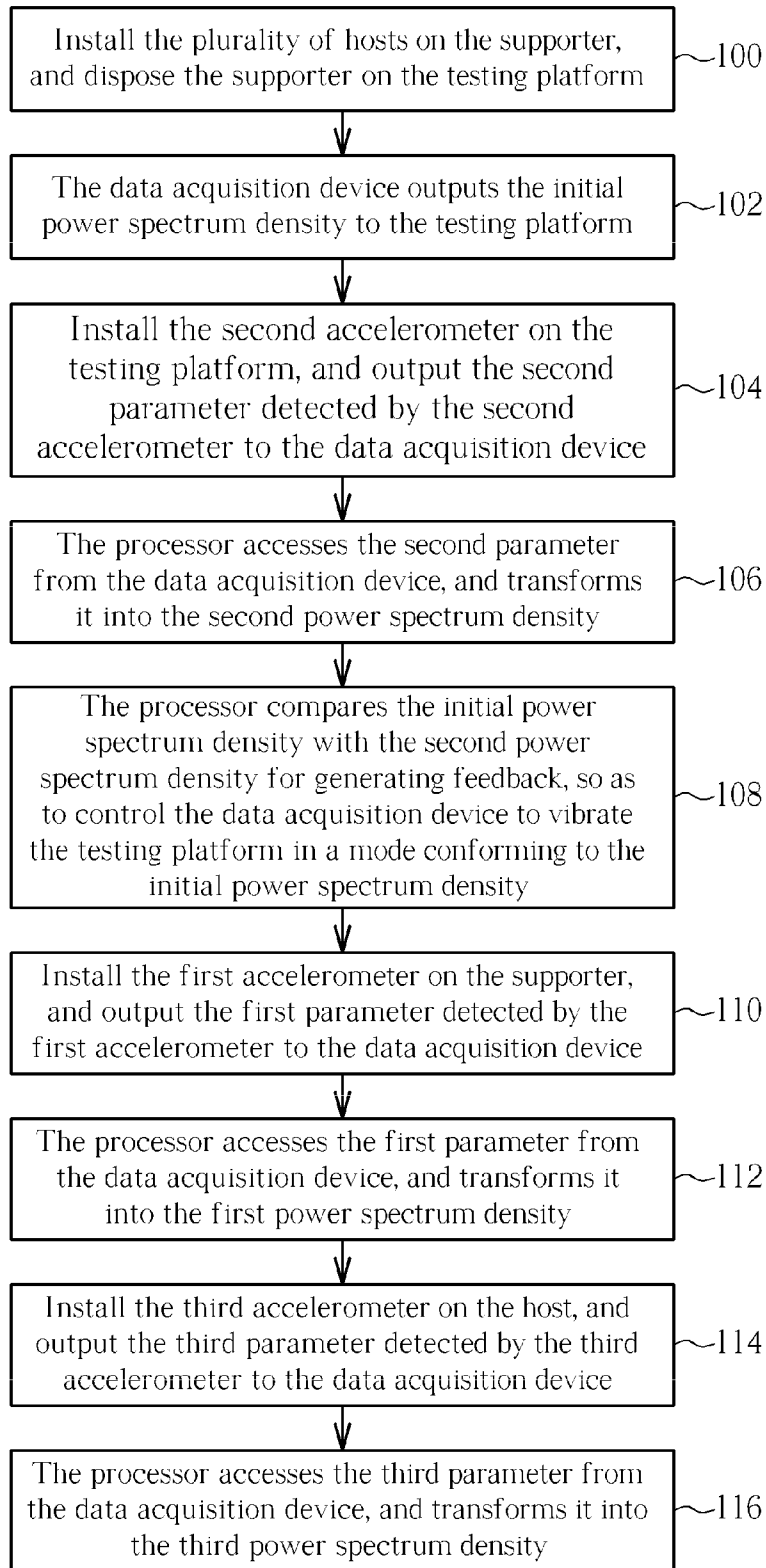 Install the plurality of hosts on the supporter,
and dispose the supporter on the testing platform
100
The data acquisition device outputs the initial
power spectrum density to the testing platform
102
Install the second accelerometer on the
testing platform, and output the second
parameter detected by the second
accelerometer to the data acquisition device
104
The processor accesses the second parameter
from the data acquisition device, and transforms
it into the second power spectrum density
106
The processor compares the initial power
spectrum density with the second power
spectrum density for generating feedback, so as
to control the data acquisition device to vibrate
the testing platform in a mode conforming to the
initial power spectrum density
108
Install the first accelerometer on the supporter,
and output the first parameter detected by the
first accelerometer to the data acquisition device
110
The processor accesses the first parameter from
the data acquisition device, and transforms it
into the first power spectrum density
112
Install the third accelerometer on the host, and
output the third parameter detected by the third
accelerometer to the data acquisition device
114
The processor accesses the third parameter from
the data acquisition device, and transforms it into
the third power spectrum density
116